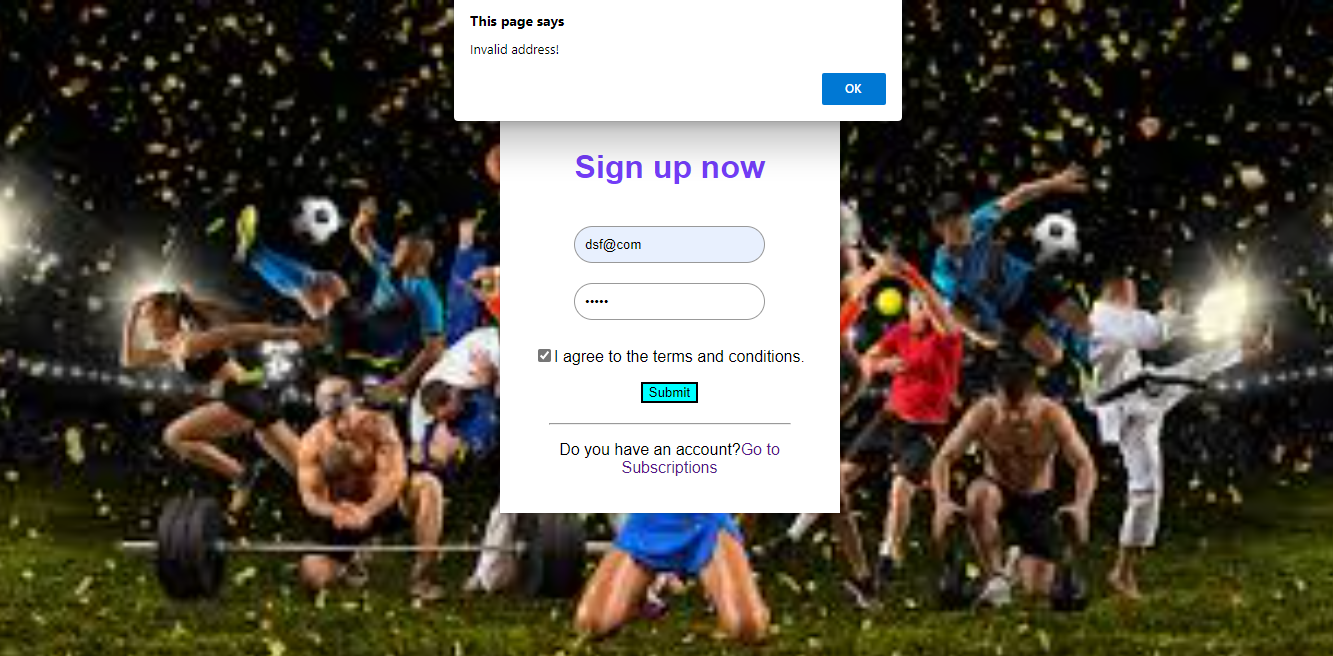 This page says
Invalid address!
OK
Sign up now
dsf@com
•••••
I agree to the terms and conditions.
Submit
Do you have an account?Go to
Subscriptions